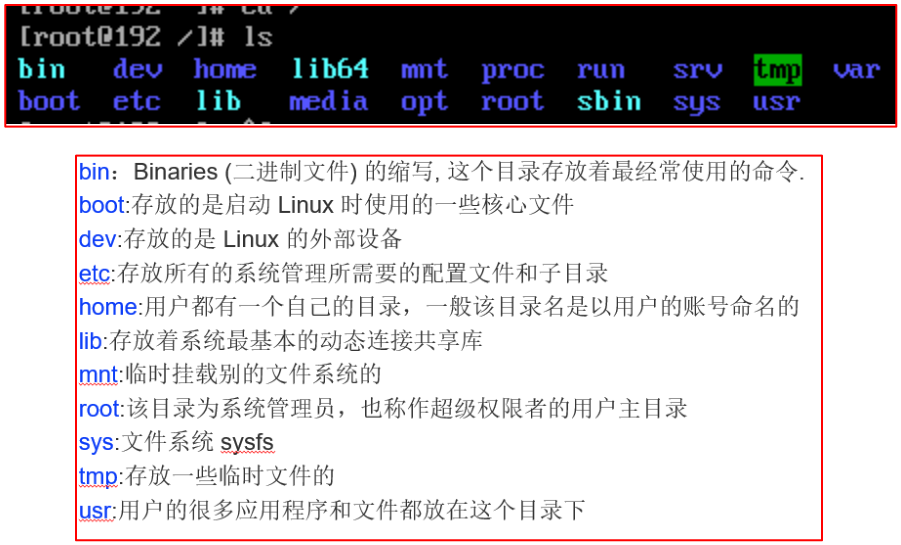 [root@192 /]# ls
bin dev home lib64 mnt proc run srv tmp var
boot etc lib media opt root sbin sys usr
bin：Binaries (二进制文件) 的缩写, 这个目录存放着最经常使用的命令.
boot:存放的是启动 Linux 时使用的一些核心文件
dev:存放的是 Linux 的外部设备
etc:存放所有的系统管理所需要的配置文件和子目录
home:用户都有一个自己的目录，一般该目录名是以用户的账号命名的
lib:存放着系统最基本的动态连接共享库
mnt:临时挂载别的文件系统的
root:该目录为系统管理员，也称作超级权限者的用户主目录
sys:文件系统 sysfs
tmp:存放一些临时文件的
usr:用户的很多应用程序和文件都放在这个目录下